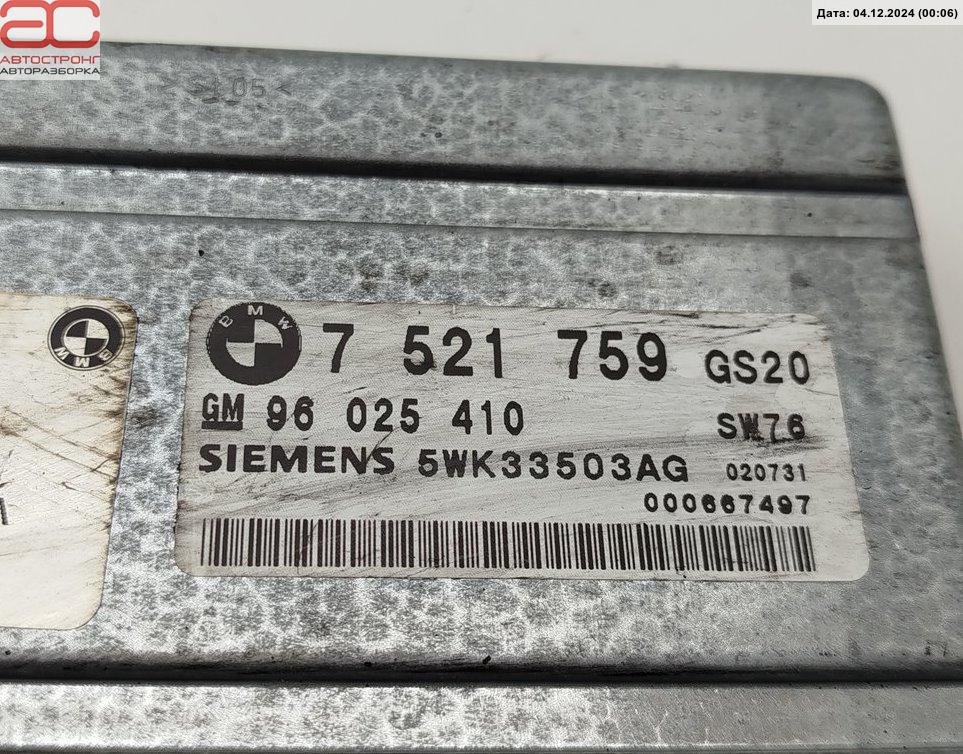 Дата: 04.12.2024 (00:06)
ас
АВТОСТРОНГ
АВТОРАЗБОРКА
>105<
BMW
BMW
7 521 759 GS20
GM 96 025 410 SW76
SIEMENS 5WK33503AG 020731
000667497